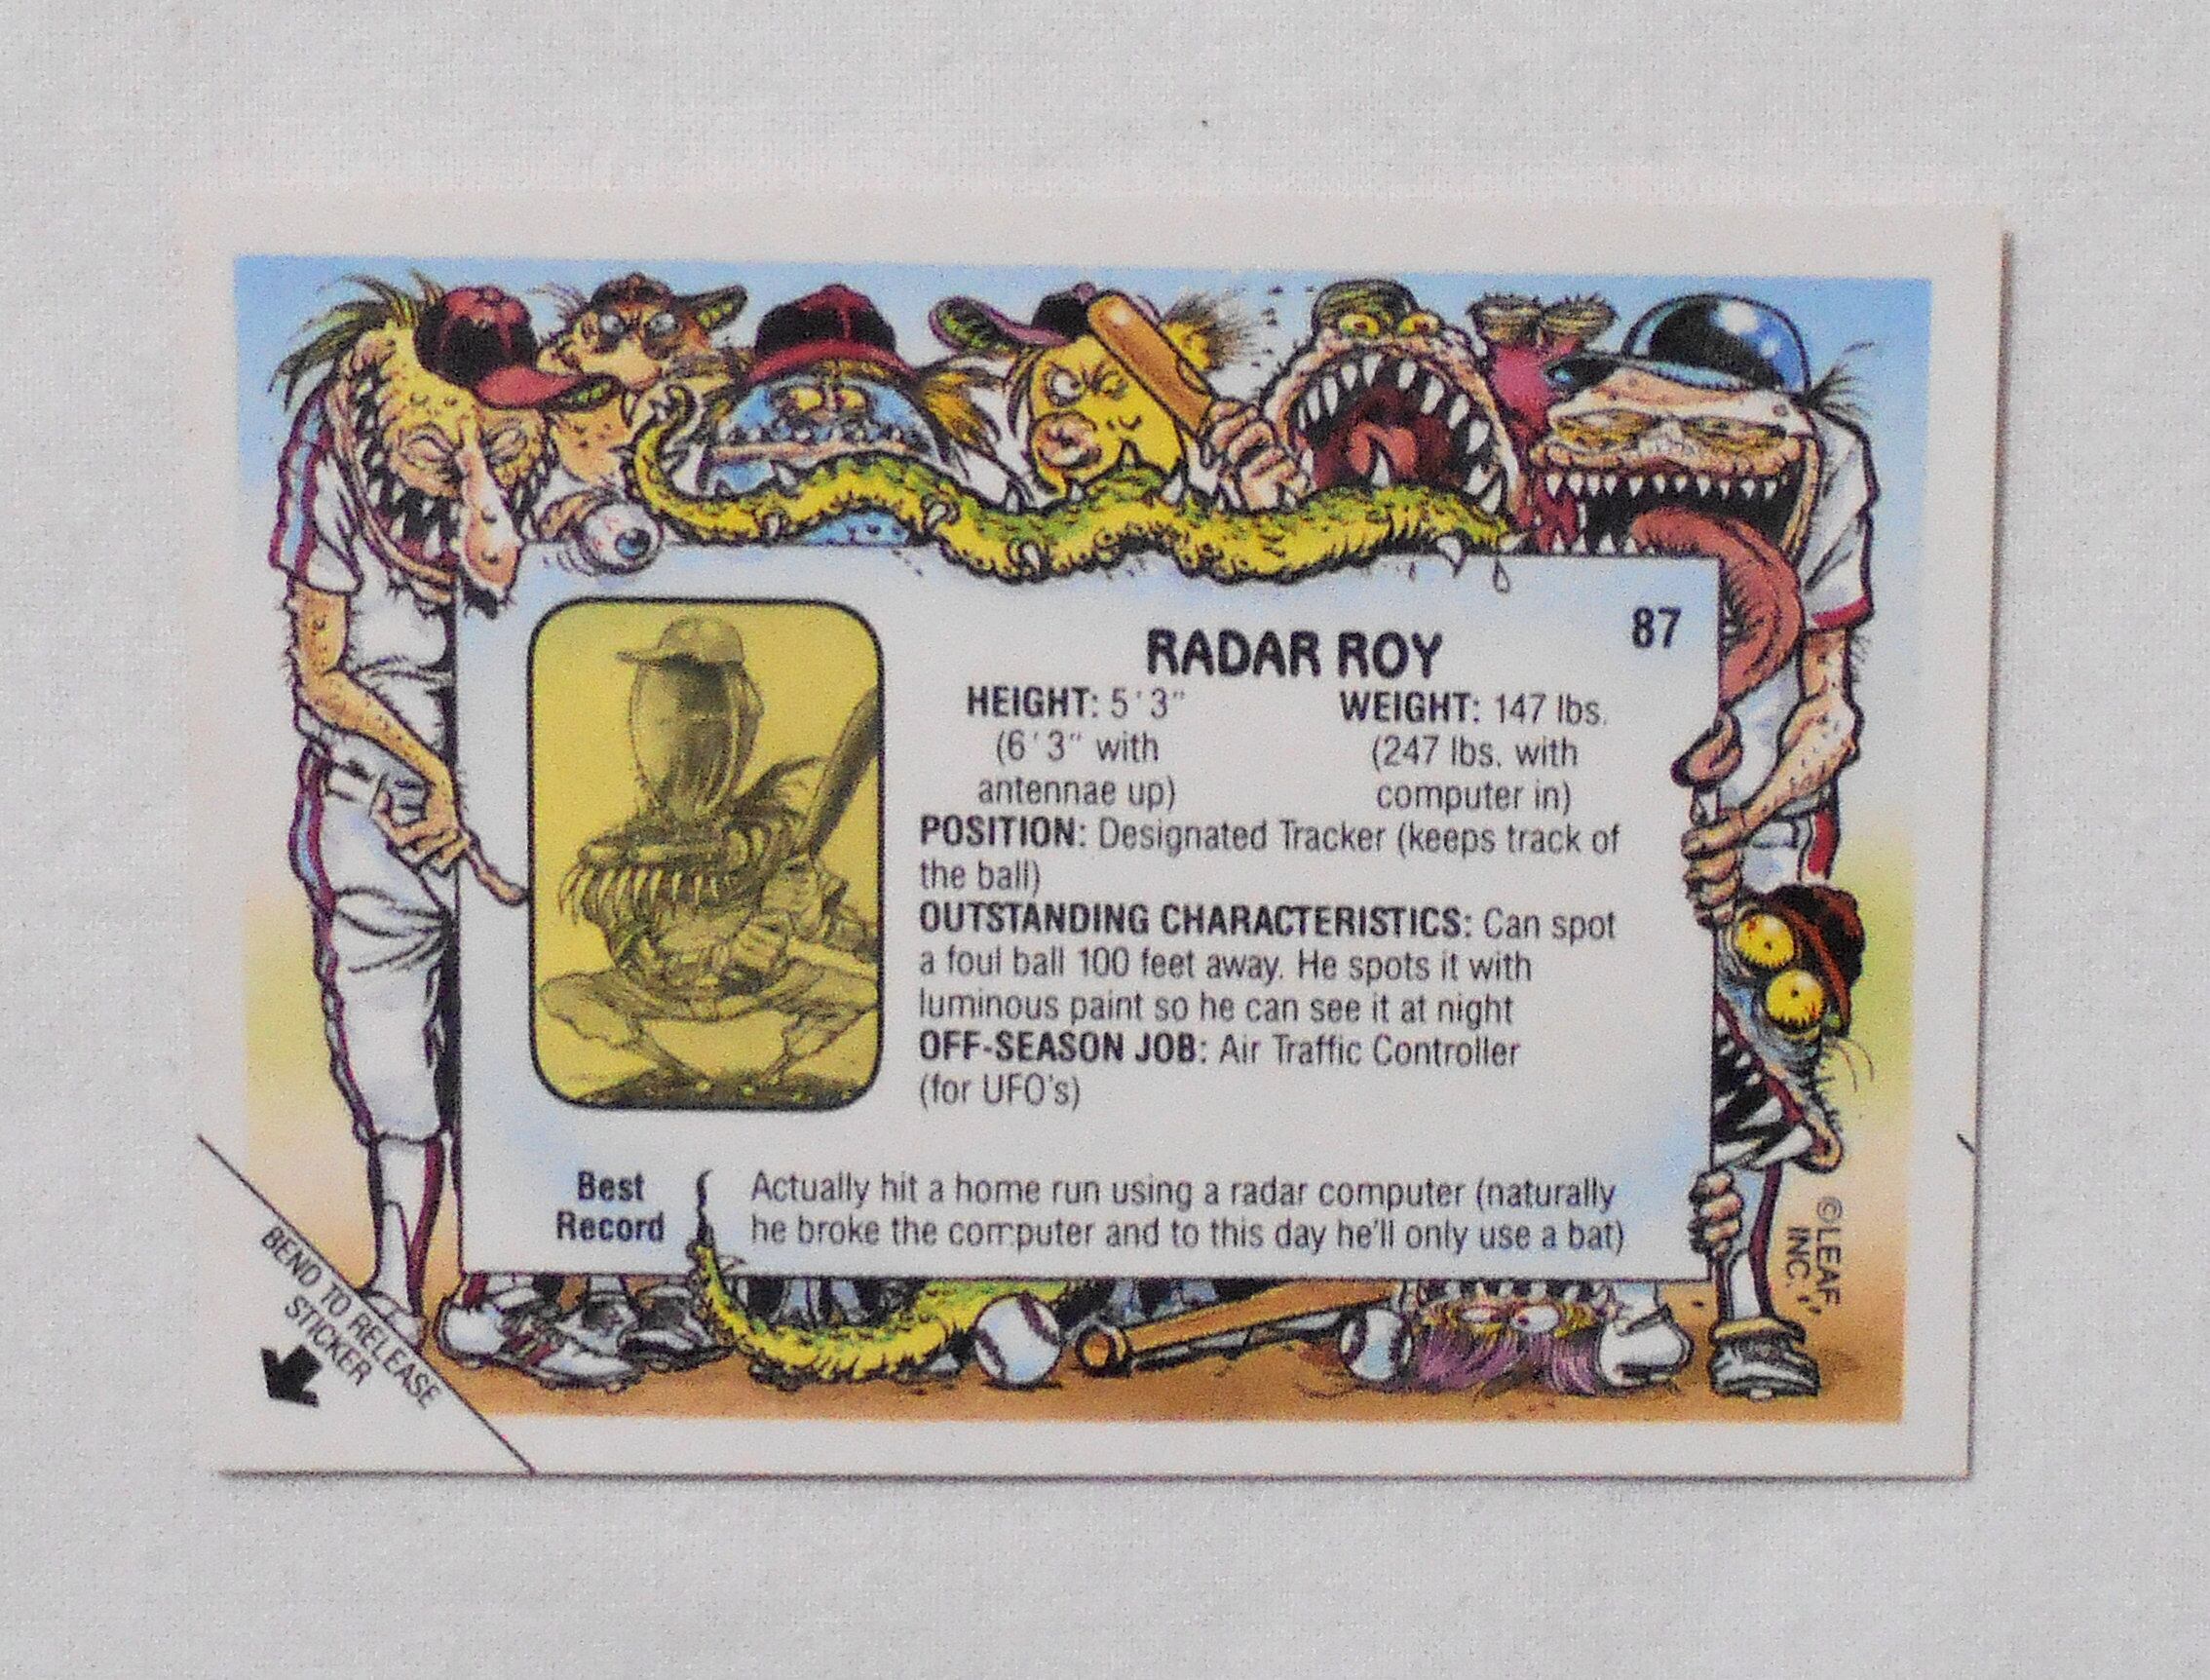 87
RADAR ROY
HEIGHT: 5'3" WEIGHT: 147 lbs.
(6'3" with (247 lbs. with
antennae up) computer in)
POSITION: Designated Tracker (keeps track of
the ball)
OUTSTANDING CHARACTERISTICS: Can spot
a foul ball 100 feet away. He spots it with
luminous paint so he can see it at night
OFF-SEASON JOB: Air Traffic Controller
(for UFO's)
Best Actually hit a home run using a radar computer (naturally
Record he broke the computer and to this day he'll only use a bat)
©LEAF
INC.
BEND TO RELEASE
STICKER